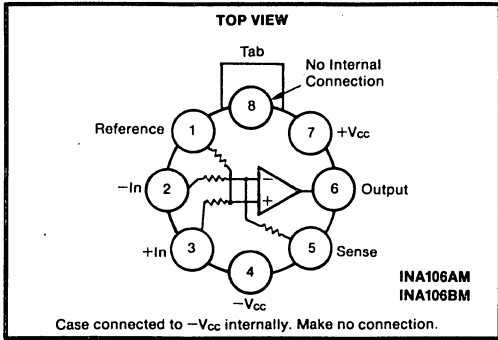 TOP VIEW
Tab
No Internal
Connection
8
Reference
1
7
+Vcc
−In
2
−
+
6
Output
+In
3
5
Sense
4
−Vcc
INA106AM
INA106BM
Case connected to −Vcc internally. Make no connection.